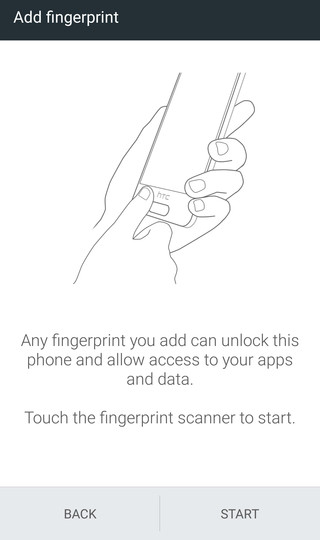 Add fingerprint
htc
Any fingerprint you add can unlock this
phone and allow access to your apps
and data.
Touch the fingerprint scanner to start.
BACK
START